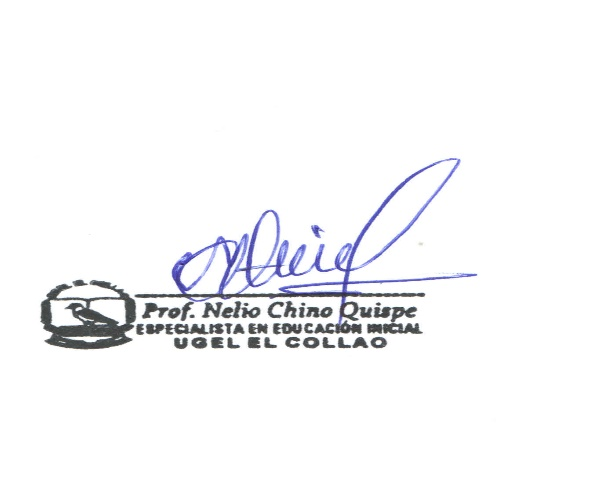 Prof. Nelio Chino Quispe
ESPECIALISTA EN EDUCACIÓN INICIAL
UGEL EL COLLAO